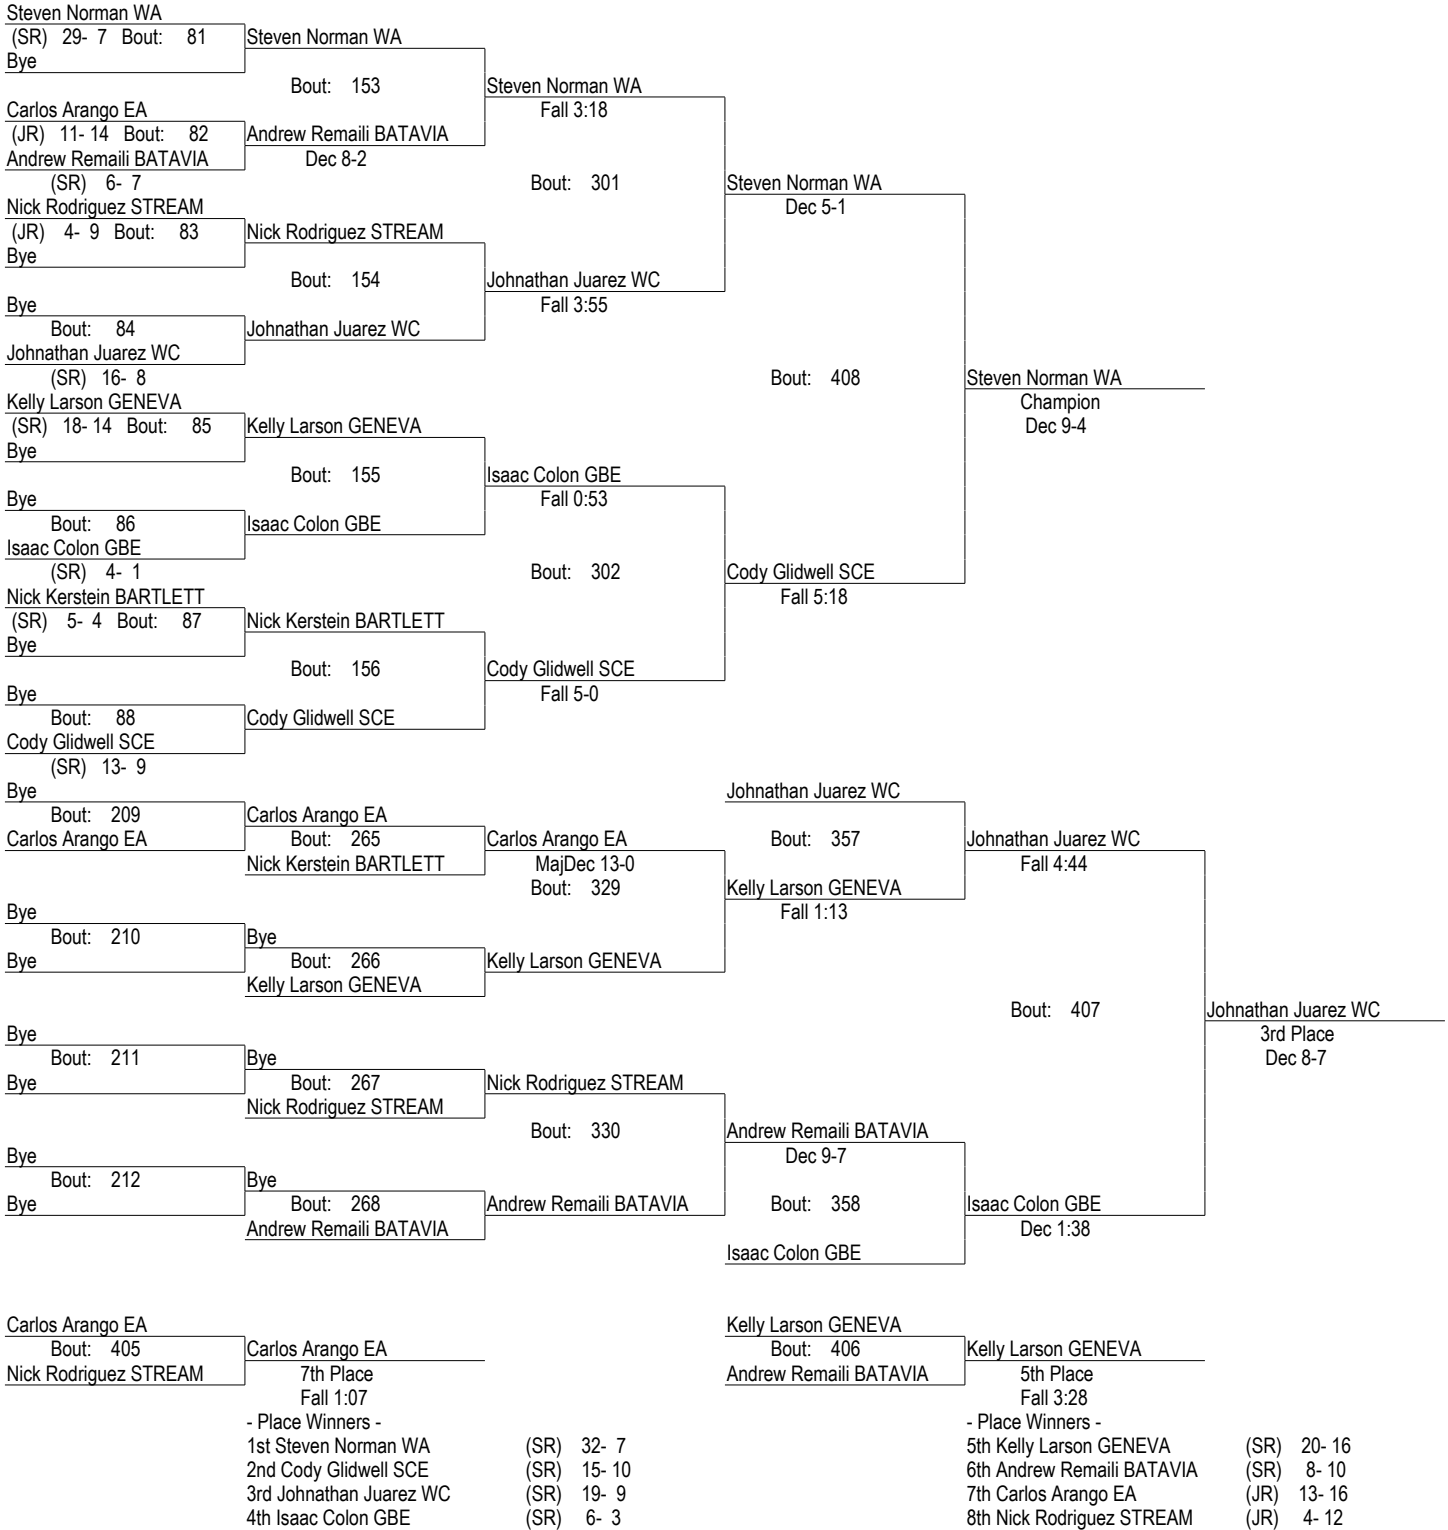 Steven Norman WA
(SR) 29- 7 Bout: 81 Steven Norman WA
Bye
Bout: 153 Steven Norman WA
Carlos Arango EA Fall 3:18
(JR) 11- 14 Bout: 82 Andrew Remaili BATAVIA
Andrew Remaili BATAVIA Dec 8-2
(SR) 6- 7 Bout: 301 Steven Norman WA
Nick Rodriguez STREAM Dec 5-1
(JR) 4- 9 Bout: 83 Nick Rodriguez STREAM
Bye
Bout: 154 Johnathan Juarez WC
Bye Fall 3:55
Bout: 84 Johnathan Juarez WC
Johnathan Juarez WC
(SR) 16- 8 Bout: 408 Steven Norman WA
Kelly Larson GENEVA Champion
(SR) 18- 14 Bout: 85 Kelly Larson GENEVA Dec 9-4
Bye
Bout: 155 Isaac Colon GBE
Bye Fall 0:53
Bout: 86 Isaac Colon GBE
Isaac Colon GBE
(SR) 4- 1 Bout: 302 Cody Glidwell SCE
Nick Kerstein BARTLETT Fall 5:18
(SR) 5- 4 Bout: 87 Nick Kerstein BARTLETT
Bye
Bout: 156 Cody Glidwell SCE
Bye Fall 5-0
Bout: 88 Cody Glidwell SCE
Cody Glidwell SCE
(SR) 13- 9
Bye Johnathan Juarez WC
Bout: 209 Carlos Arango EA
Carlos Arango EA Bout: 265 Carlos Arango EA Bout: 357 Johnathan Juarez WC
Nick Kerstein BARTLETT MajDec 13-0 Fall 4:44
Bout: 329 Kelly Larson GENEVA
Bye Fall 1:13
Bout: 210 Bye
Bye Bout: 266 Kelly Larson GENEVA
Kelly Larson GENEVA
Bout: 407 Johnathan Juarez WC
Bye 3rd Place
Bout: 211 Bye Dec 8-7
Bye Bout: 267 Nick Rodriguez STREAM
Nick Rodriguez STREAM
Bout: 330 Andrew Remaili BATAVIA
Bye Dec 9-7
Bout: 212 Bye
Bye Bout: 268 Andrew Remaili BATAVIA Bout: 358 Isaac Colon GBE
Andrew Remaili BATAVIA Dec 1:38
Isaac Colon GBE
Carlos Arango EA Kelly Larson GENEVA
Bout: 405 Carlos Arango EA Bout: 406 Kelly Larson GENEVA
Nick Rodriguez STREAM 7th Place Andrew Remaili BATAVIA 5th Place
Fall 1:07 Fall 3:28
- Place Winners - - Place Winners -
1st Steven Norman WA (SR) 32- 7 5th Kelly Larson GENEVA (SR) 20- 16
2nd Cody Glidwell SCE (SR) 15- 10 6th Andrew Remaili BATAVIA (SR) 8- 10
3rd Johnathan Juarez WC (SR) 19- 9 7th Carlos Arango EA (JR) 13- 16
4th Isaac Colon GBE (SR) 6- 3 8th Nick Rodriguez STREAM (JR) 4- 12